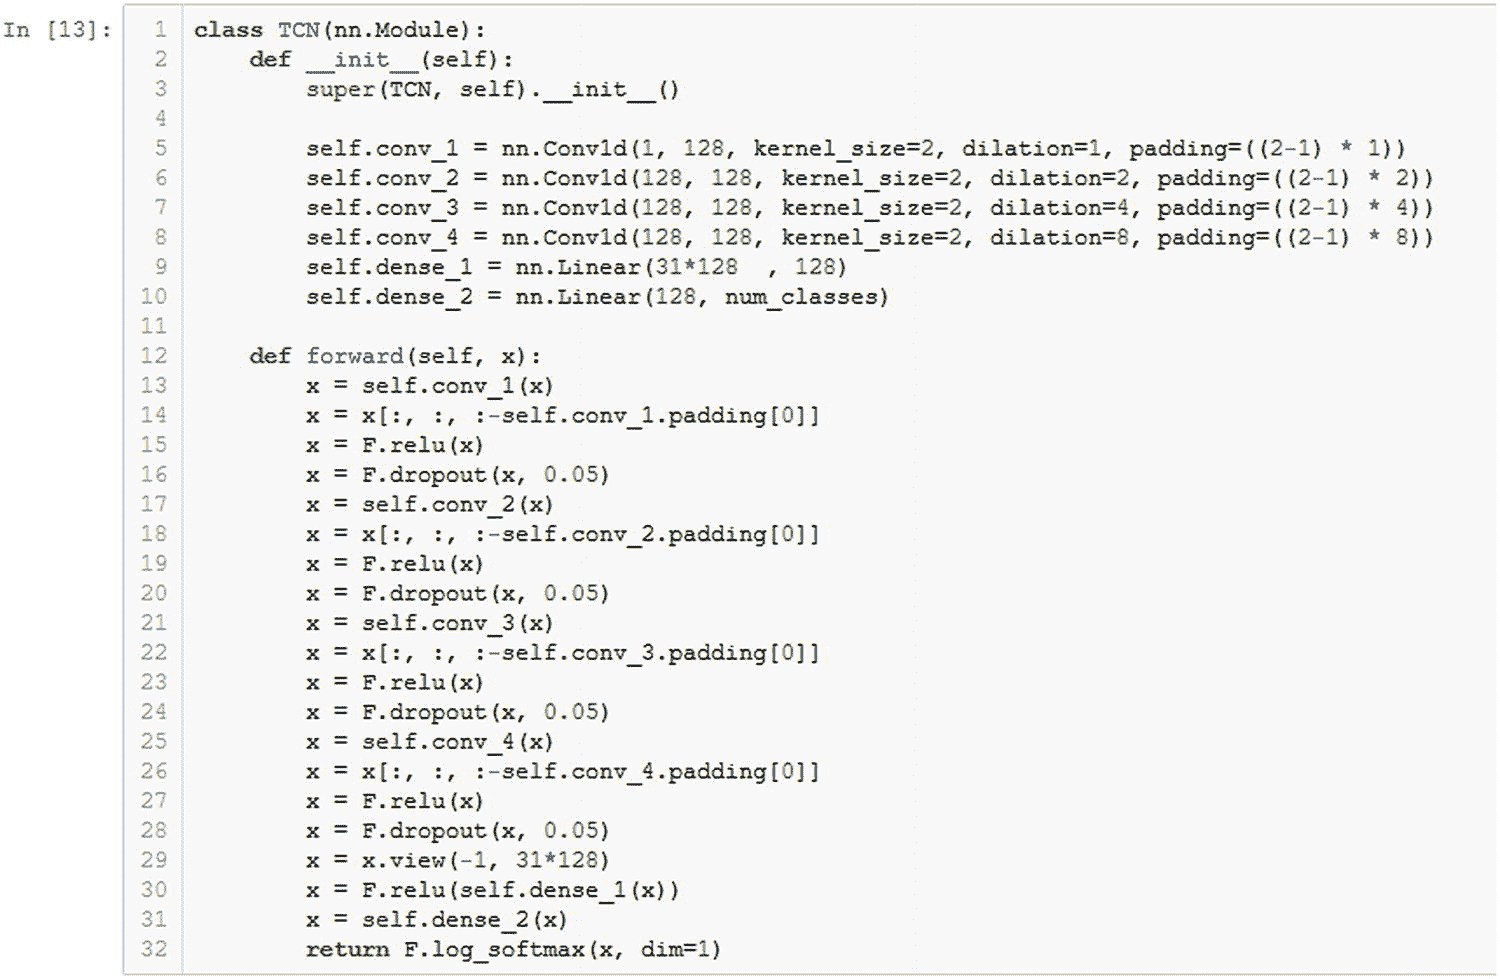 In [13]:
1 class TCN(nn.Module):
2     def __init__(self):
3         super(TCN, self).__init__()
4
5         self.conv_1 = nn.Conv1d(1, 128, kernel_size=2, dilation=1, padding=((2-1) * 1))
6         self.conv_2 = nn.Conv1d(128, 128, kernel_size=2, dilation=2, padding=((2-1) * 2))
7         self.conv_3 = nn.Conv1d(128, 128, kernel_size=2, dilation=4, padding=((2-1) * 4))
8         self.conv_4 = nn.Conv1d(128, 128, kernel_size=2, dilation=8, padding=((2-1) * 8))
9         self.dense_1 = nn.Linear(31*128  , 128)
10         self.dense_2 = nn.Linear(128, num_classes)
11
12     def forward(self, x):
13         x = self.conv_1(x)
14         x = x[:, :, :-self.conv_1.padding[0]]
15         x = F.relu(x)
16         x = F.dropout(x, 0.05)
17         x = self.conv_2(x)
18         x = x[:, :, :-self.conv_2.padding[0]]
19         x = F.relu(x)
20         x = F.dropout(x, 0.05)
21         x = self.conv_3(x)
22         x = x[:, :, :-self.conv_3.padding[0]]
23         x = F.relu(x)
24         x = F.dropout(x, 0.05)
25         x = self.conv_4(x)
26         x = x[:, :, :-self.conv_4.padding[0]]
27         x = F.relu(x)
28         x = F.dropout(x, 0.05)
29         x = x.view(-1, 31*128)
30         x = F.relu(self.dense_1(x))
31         x = self.dense_2(x)
32         return F.log_softmax(x, dim=1)